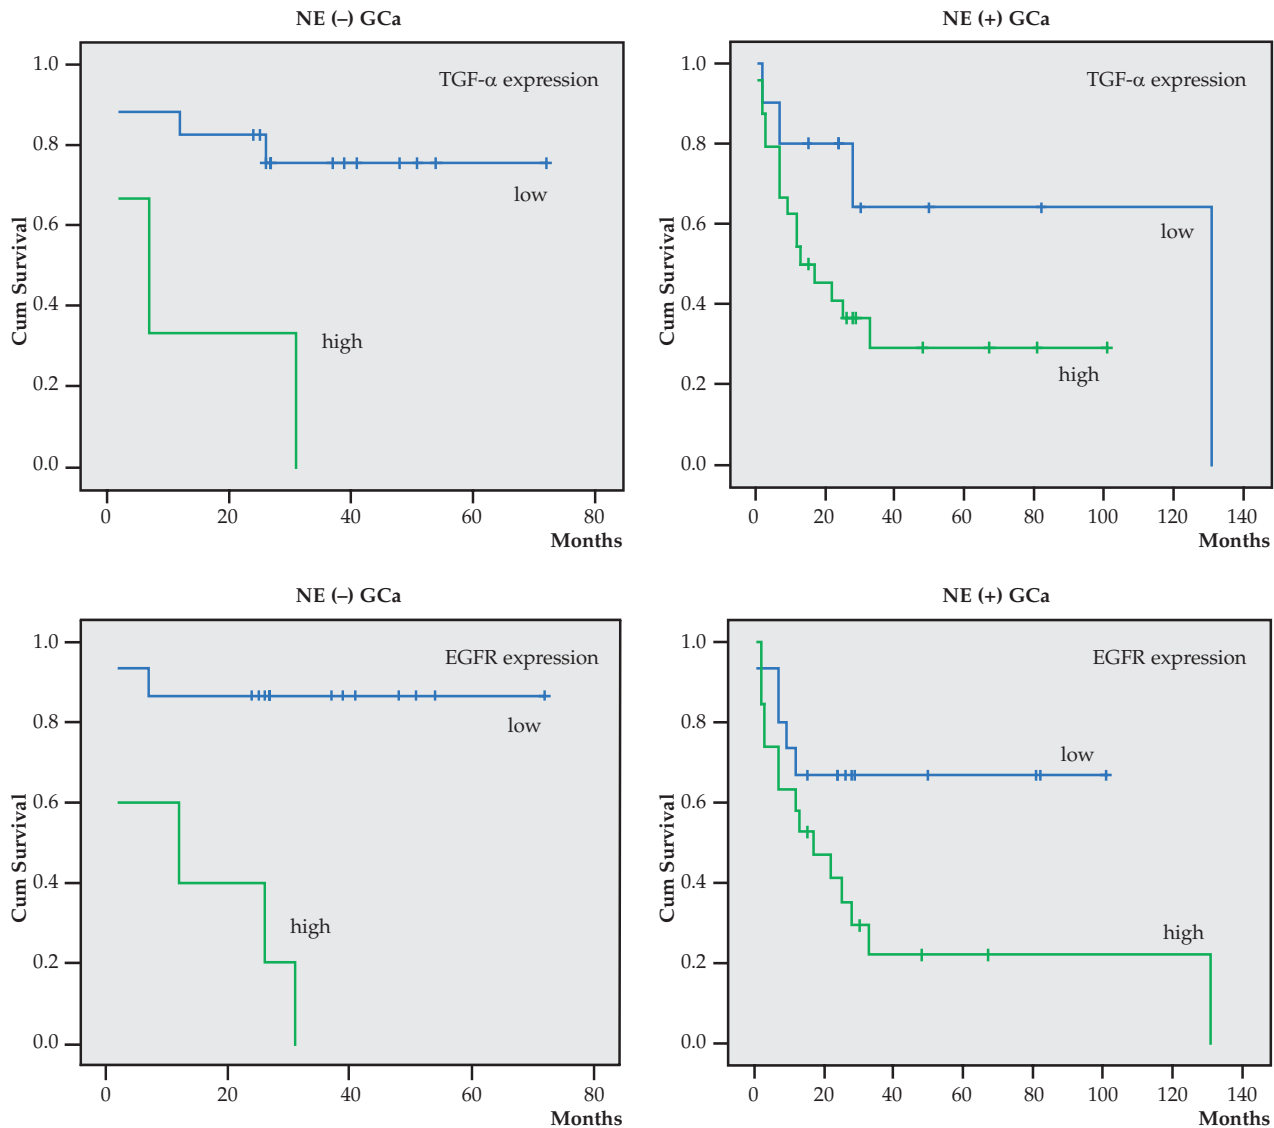 NE (–) GCa
TGF-α expression
1.0
0.8
0.6
0.4
0.2
0.0
Cum Survival
low
high
0 20 40 60 80
Months
NE (+) GCa
TGF-α expression
1.0
0.8
0.6
0.4
0.2
0.0
Cum Survival
low
high
0 20 40 60 80 100 120 140
Months
NE (–) GCa
EGFR expression
1.0
0.8
0.6
0.4
0.2
0.0
Cum Survival
low
high
0 20 40 60 80
Months
NE (+) GCa
EGFR expression
1.0
0.8
0.6
0.4
0.2
0.0
Cum Survival
low
high
0 20 40 60 80 100 120 140
Months